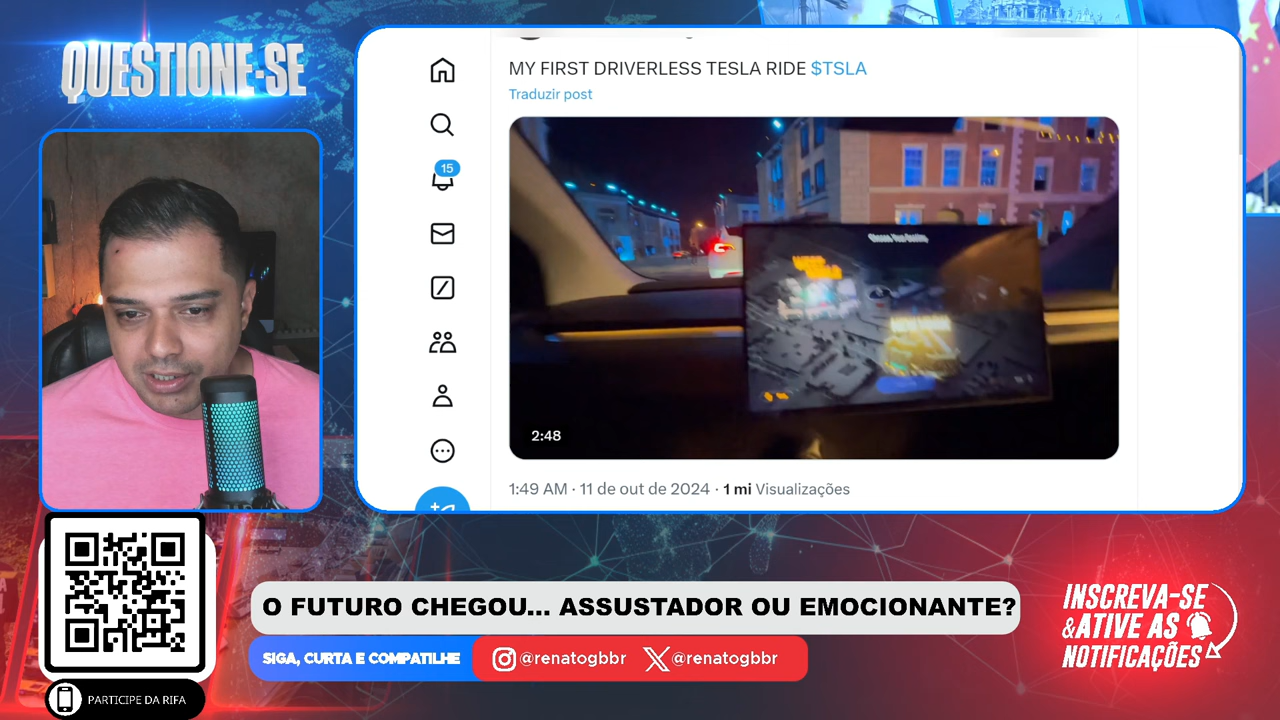 QUESTIONE-SE
MY FIRST DRIVERLESS TESLA RIDE $TSLA
Traduzir post
15
2:48
1:49 AM · 11 de out de 2024 · 1 mi Visualizações
O FUTURO CHEGOU... ASSUSTADOR OU EMOCIONANTE?
SIGA, CURTA E COMPATILHE
@renatogbbr
@renatogbbr
INSCREVA-SE
&ATIVE AS
NOTIFICAÇÕES
PARTICIPE DA RIFA